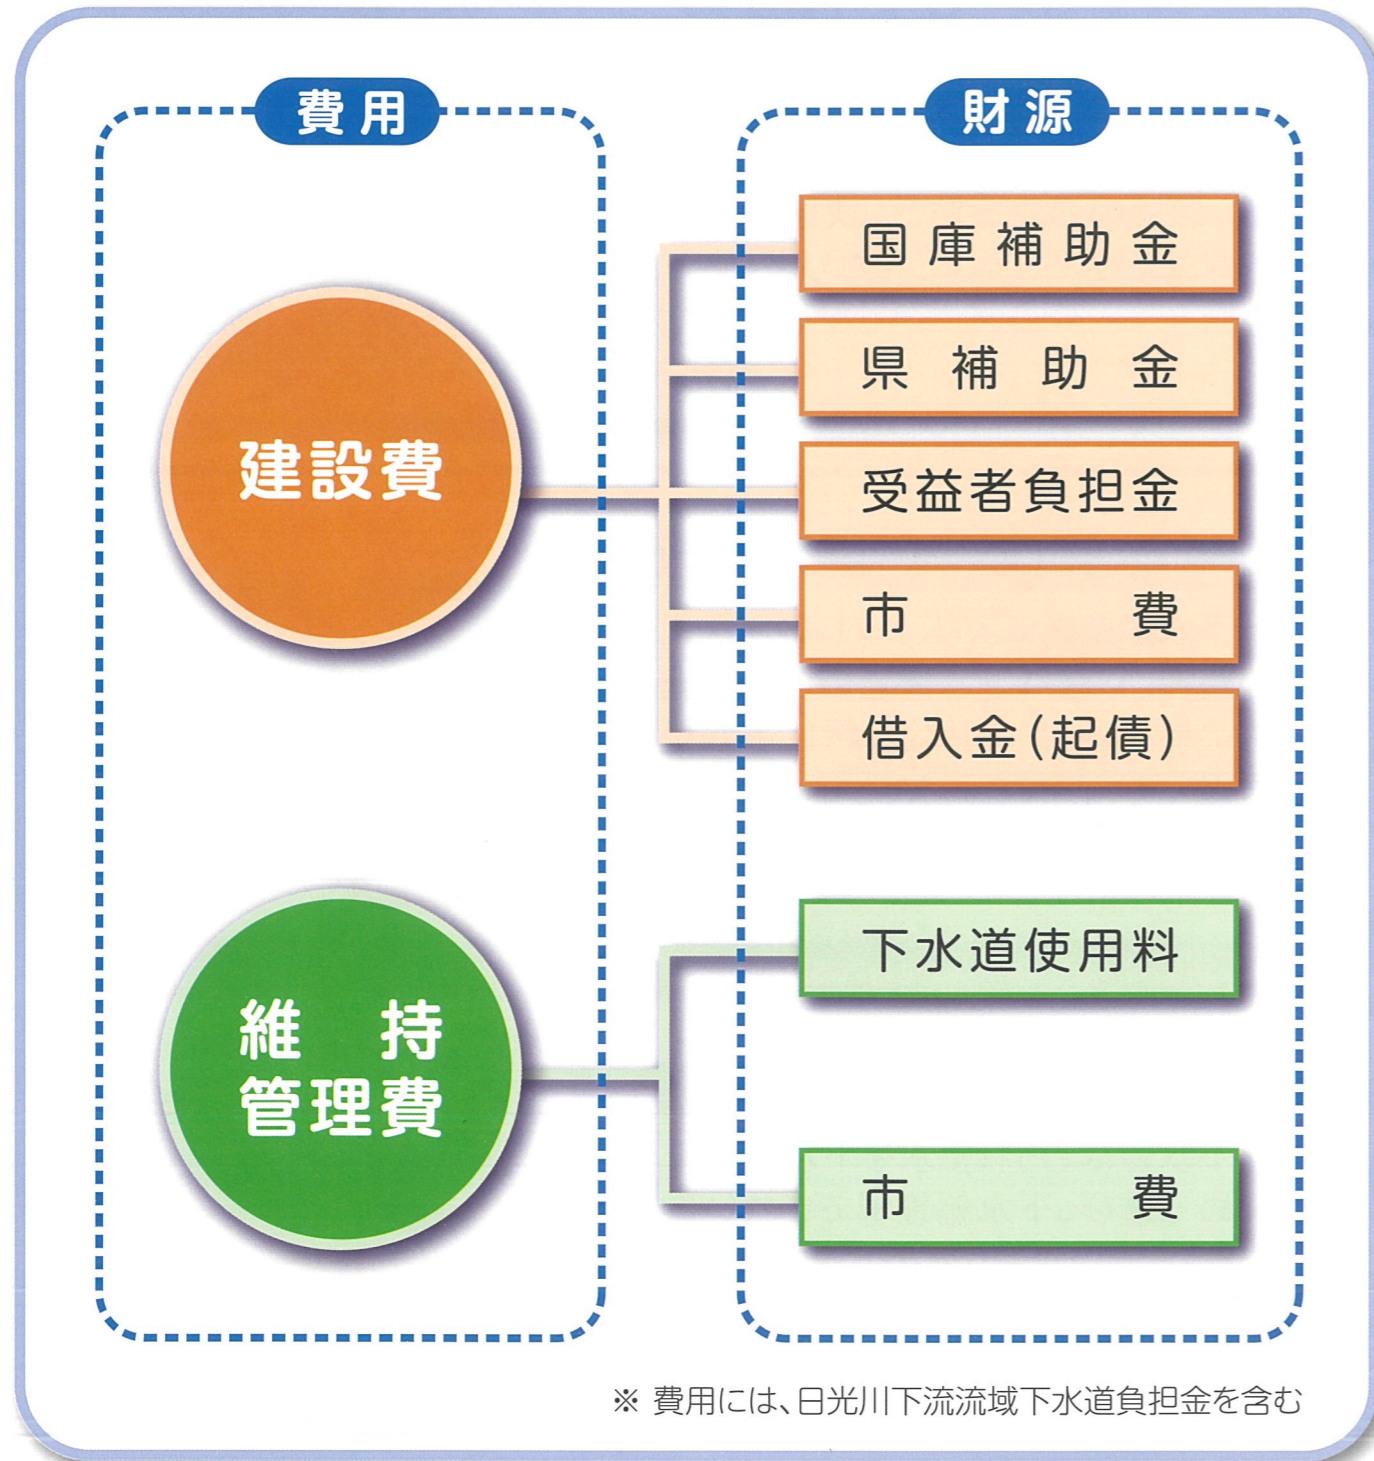 費用
財源
建設費
国庫補助金
県補助金
受益者負担金
市費
借入金(起債)
維持
管理費
下水道使用料
市費
※ 費用には、日光川下流流域下水道負担金を含む